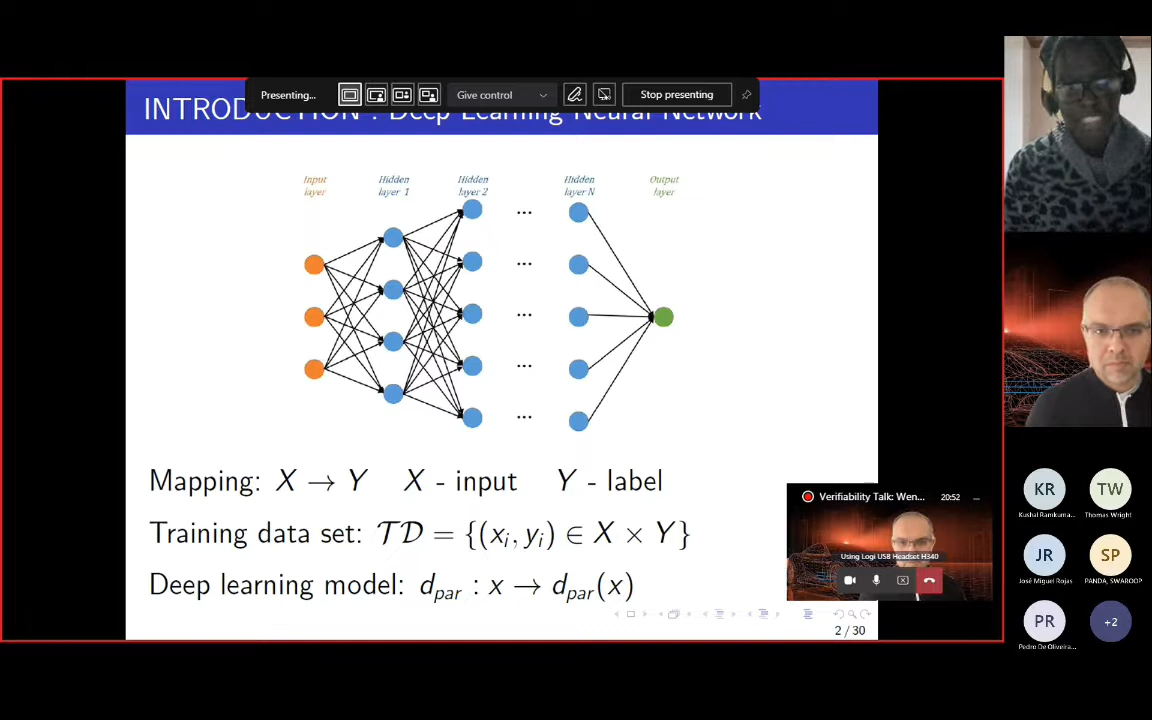 Presenting...
Give control
Stop presenting
INTRODUCTION : Deep Learning Neural Network
Input layer
Hidden layer 1
Hidden layer 2
Hidden layer N
Output layer
...
...
...
...
...
Mapping: X → Y X - input Y - label
Training data set: 𝒯𝒟 = {(xᵢ, yᵢ) ∈ X × Y}
Deep learning model: d_par : x → d_par(x)
2 / 30
Verifiability Talk: Wen... 20:52
Using Logi USB Headset H340
KR
Kushal Ramkuma...
TW
Thomas Wright
JR
José Miguel Rojas
SP
PANDA, SWAROOP
PR
Pedro De Oliveira...
+2